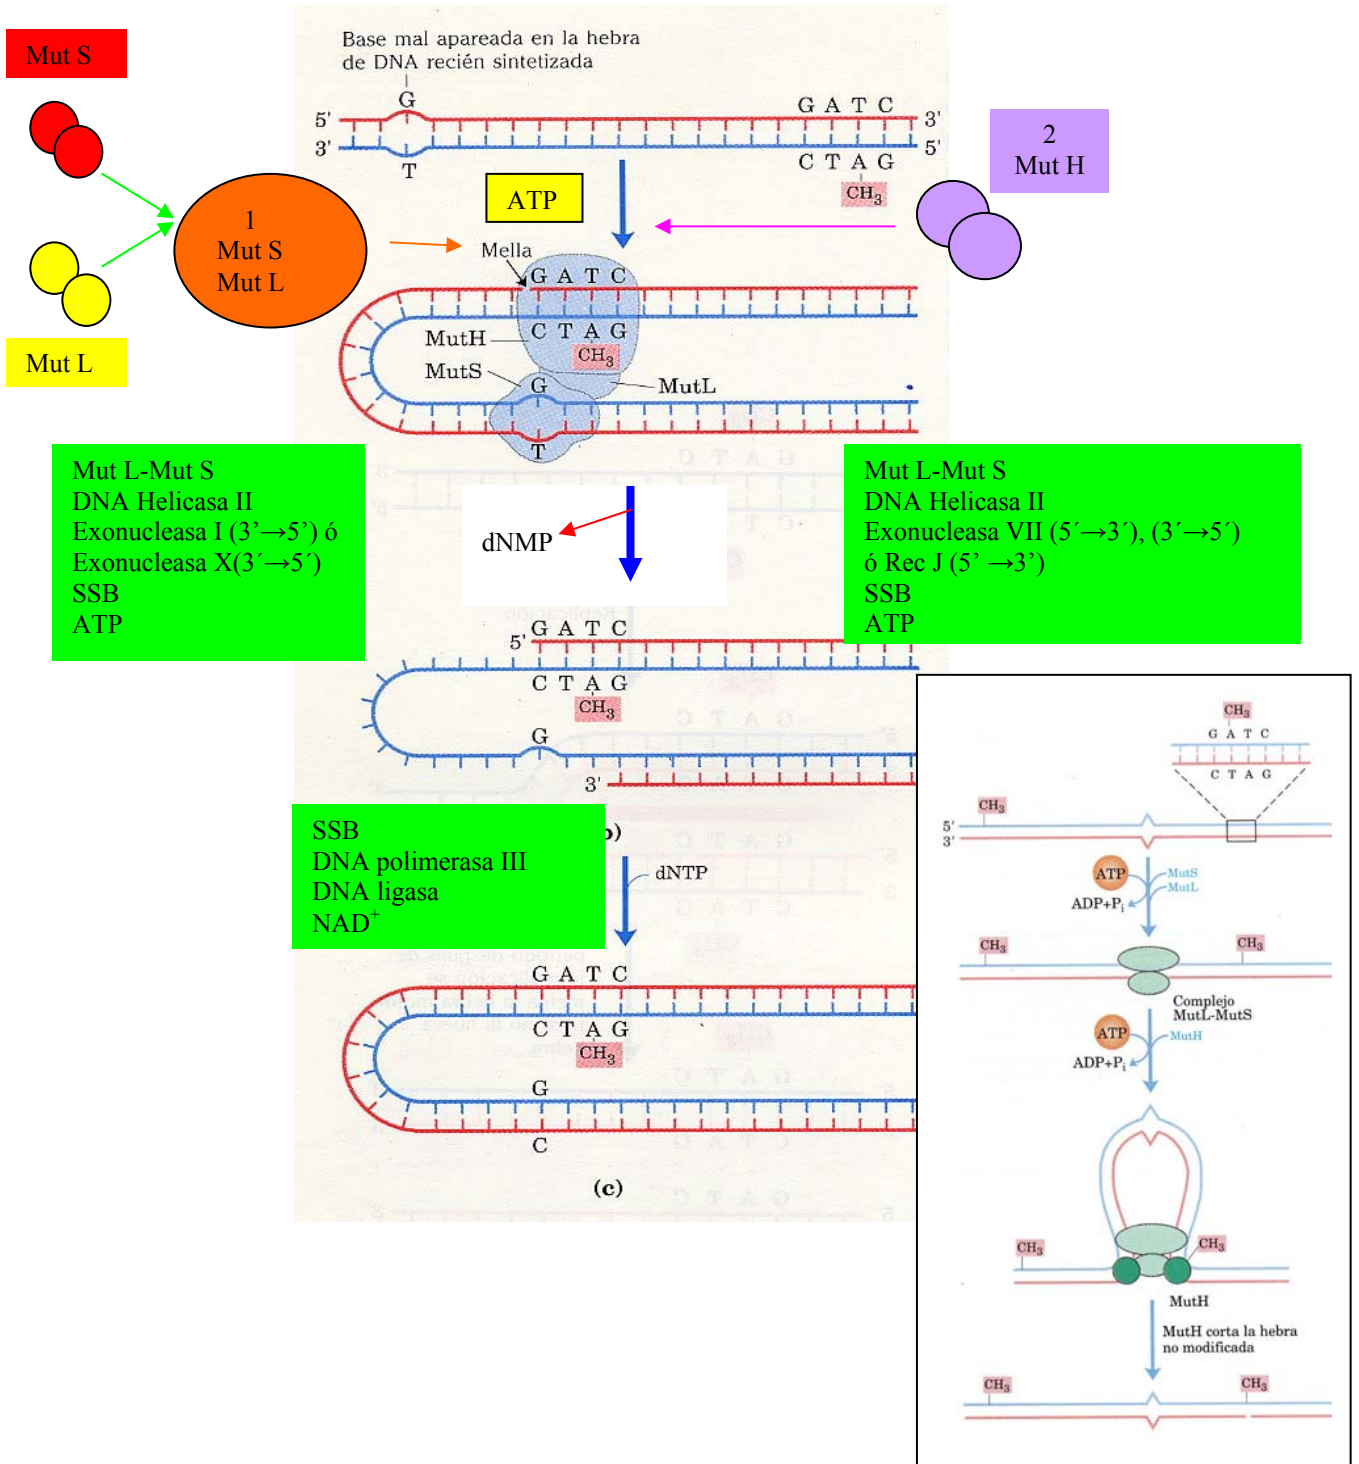 Mut S
Base mal apareada en la hebra
de DNA recién sintetizada
G
5'
3'
T
G A T C
3'
5'
C T A G
CH3
2
Mut H
ATP
1
Mut S
Mut L
Mut L
Mella
G A T C
C T A G
CH3
MutH
MutS
G
MutL
T
Mut L-Mut S
DNA Helicasa II
Exonucleasa I (3’→5’) ó
Exonucleasa X(3´→5´)
SSB
ATP
dNMP
Mut L-Mut S
DNA Helicasa II
Exonucleasa VII (5´→3´), (3´→5´)
ó Rec J (5’ →3’)
SSB
ATP
5'
G A T C
C T A G
CH3
G
3'
b)
SSB
DNA polimerasa III
DNA ligasa
NAD+
dNTP
G A T C
C T A G
CH3
G
C
(c)
CH3
G A T C
C T A G
CH3
5'
3'
ATP
MutS
MutL
ADP+Pi
CH3
CH3
Complejo
MutL-MutS
ATP
MutH
ADP+Pi
CH3
CH3
MutH
MutH corta la hebra
no modificada
CH3
CH3